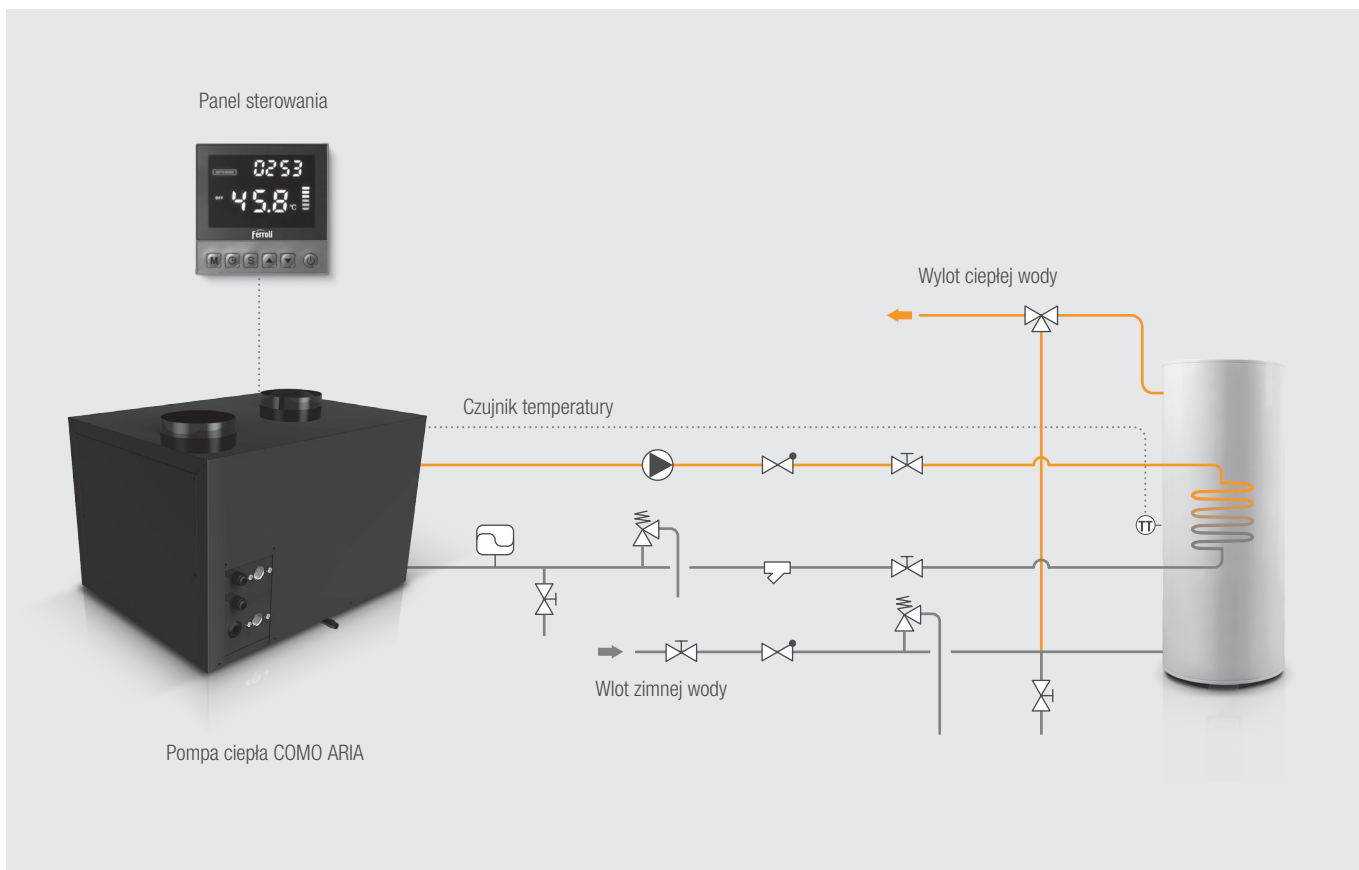 Panel sterowania
0253
OFF 45.8 °C
Ferroli
M S
Wylot ciepłej wody
Czujnik temperatury
TT
Wlot zimnej wody
Pompa ciepła COMO ARIA